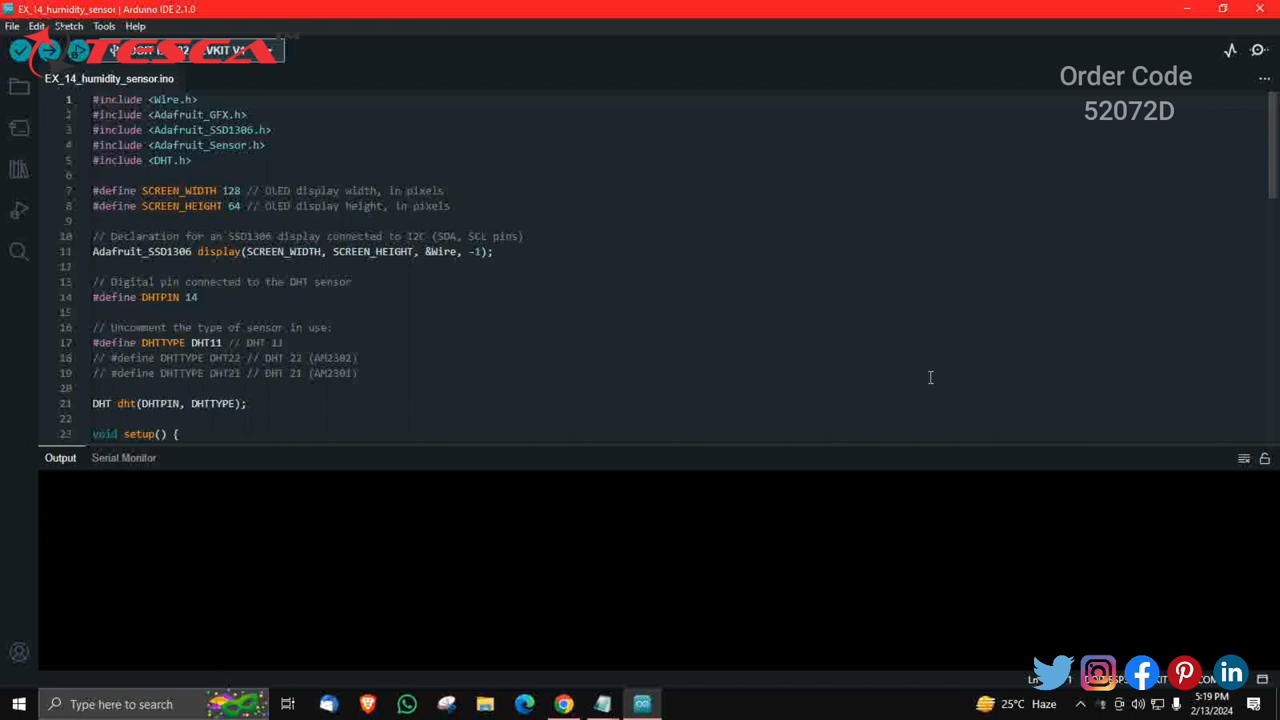 EX_14_humidity_sensor | Arduino IDE 2.1.0
File Edit Sketch Tools Help
TESCA
EX_14_humidity_sensor.ino
Order Code
52072D
1 #include <Wire.h>
2 #include <Adafruit_GFX.h>
3 #include <Adafruit_SSD1306.h>
4 #include <Adafruit_Sensor.h>
5 #include <DHT.h>
6
7 #define SCREEN_WIDTH 128 // OLED display width, in pixels
8 #define SCREEN_HEIGHT 64 // OLED display height, in pixels
9
10 // Declaration for an SSD1306 display connected to I2C (SDA, SCL pins)
11 Adafruit_SSD1306 display(SCREEN_WIDTH, SCREEN_HEIGHT, &Wire, -1);
12
13 // Digital pin connected to the DHT sensor
14 #define DHTPIN 14
15
16 // Uncomment the type of sensor in use:
17 #define DHTTYPE DHT11 // DHT 11
18 // #define DHTTYPE DHT22 // DHT 22 (AM2302)
19 // #define DHTTYPE DHT21 // DHT 21 (AM2301)
20
21 DHT dht(DHTPIN, DHTTYPE);
22
23 void setup() {
Output Serial Monitor
Type here to search
25°C Haze
5:19 PM
2/13/2024